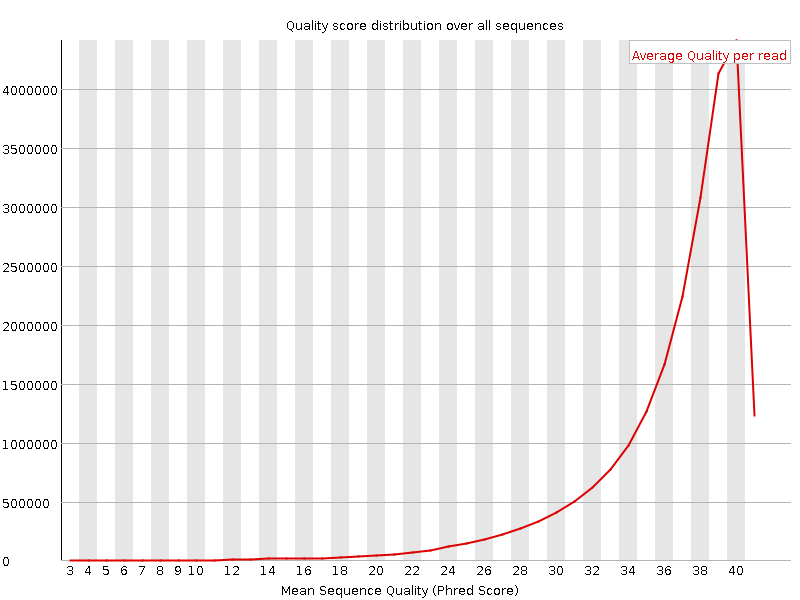 Quality score distribution over all sequences
Average Quality per read
4000000
3500000
3000000
2500000
2000000
1500000
1000000
500000
0
3 4 5 6 7 8 9 10 12 14 16 18 20 22 24 26 28 30 32 34 36 38 40
Mean Sequence Quality (Phred Score)